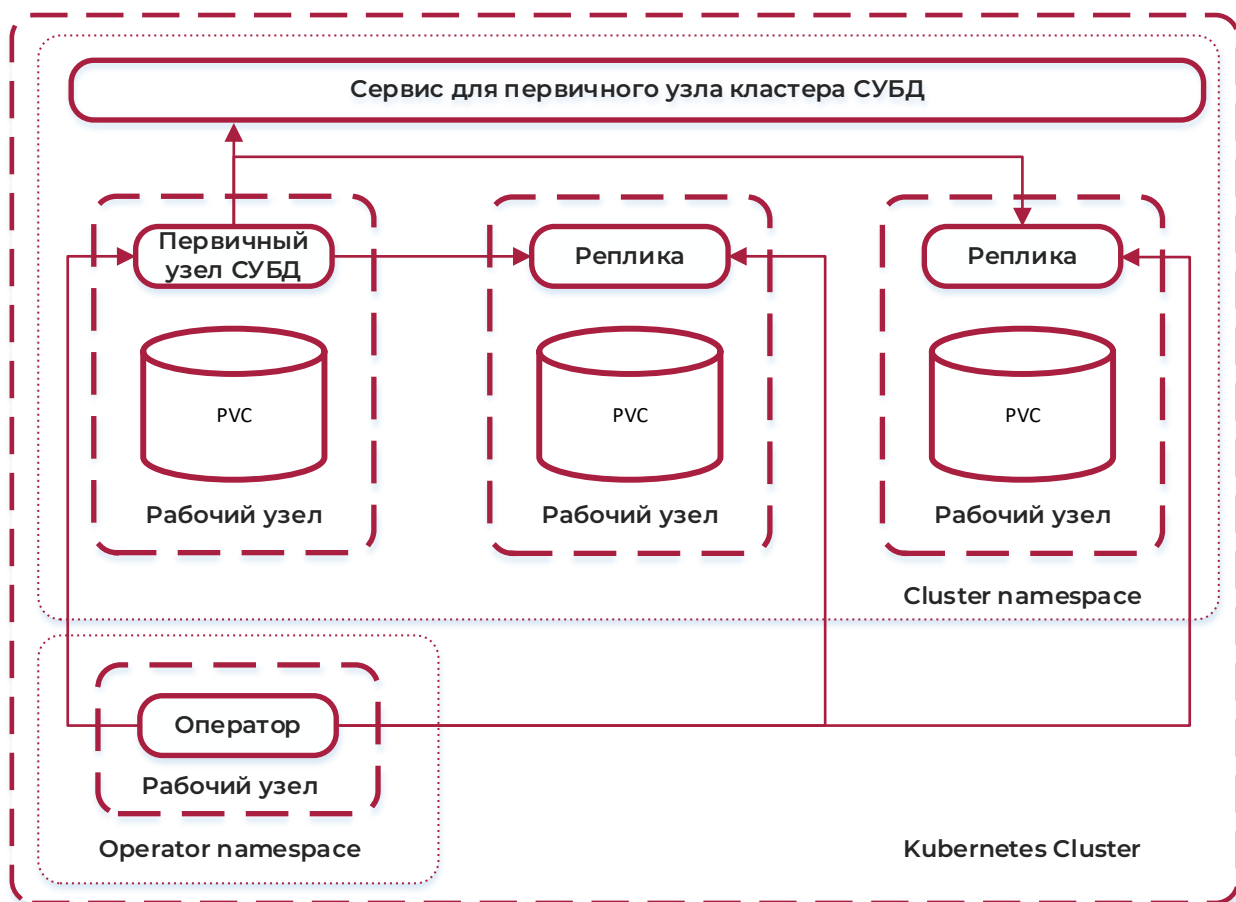 Сервис для первичного узла кластера СУБД
Первичный
узел СУБД
Реплика
Реплика
PVC
PVC
PVC
Рабочий узел
Рабочий узел
Рабочий узел
Cluster namespace
Оператор
Рабочий узел
Operator namespace
Kubernetes Cluster